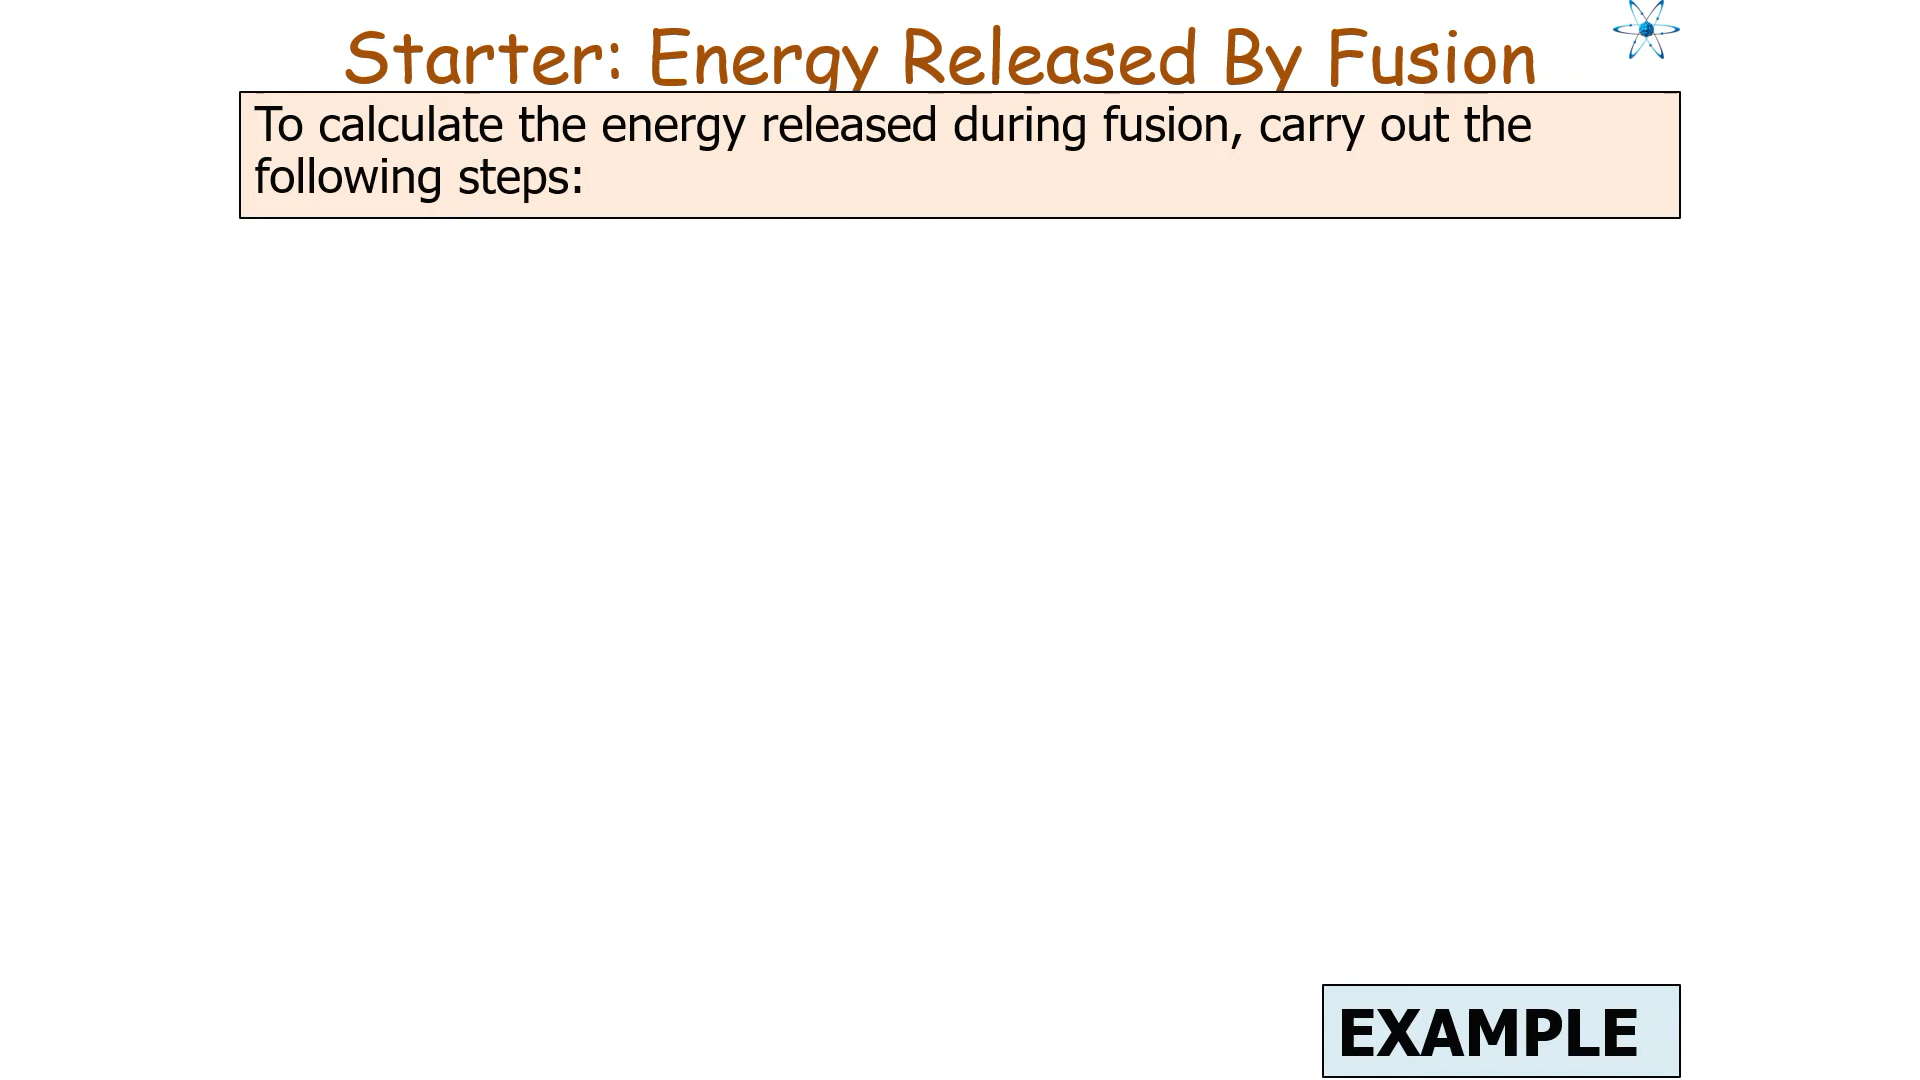 Starter: Energy Released By Fusion
To calculate the energy released during fusion, carry out the
following steps:
EXAMPLE